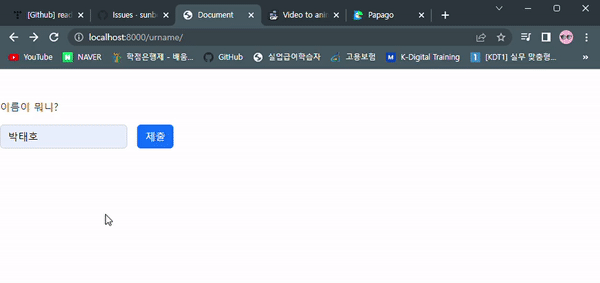 [Github] read
Issues · sunb
Document
Video to ani
Papago
localhost:8000/urname/
YouTube
NAVER
학점은행제 - 배움...
GitHub
실업급여학습자
고용보험
K-Digital Training
[KDT1] 실무 맞춤형...
이름이 뭐니?
박태호
제출